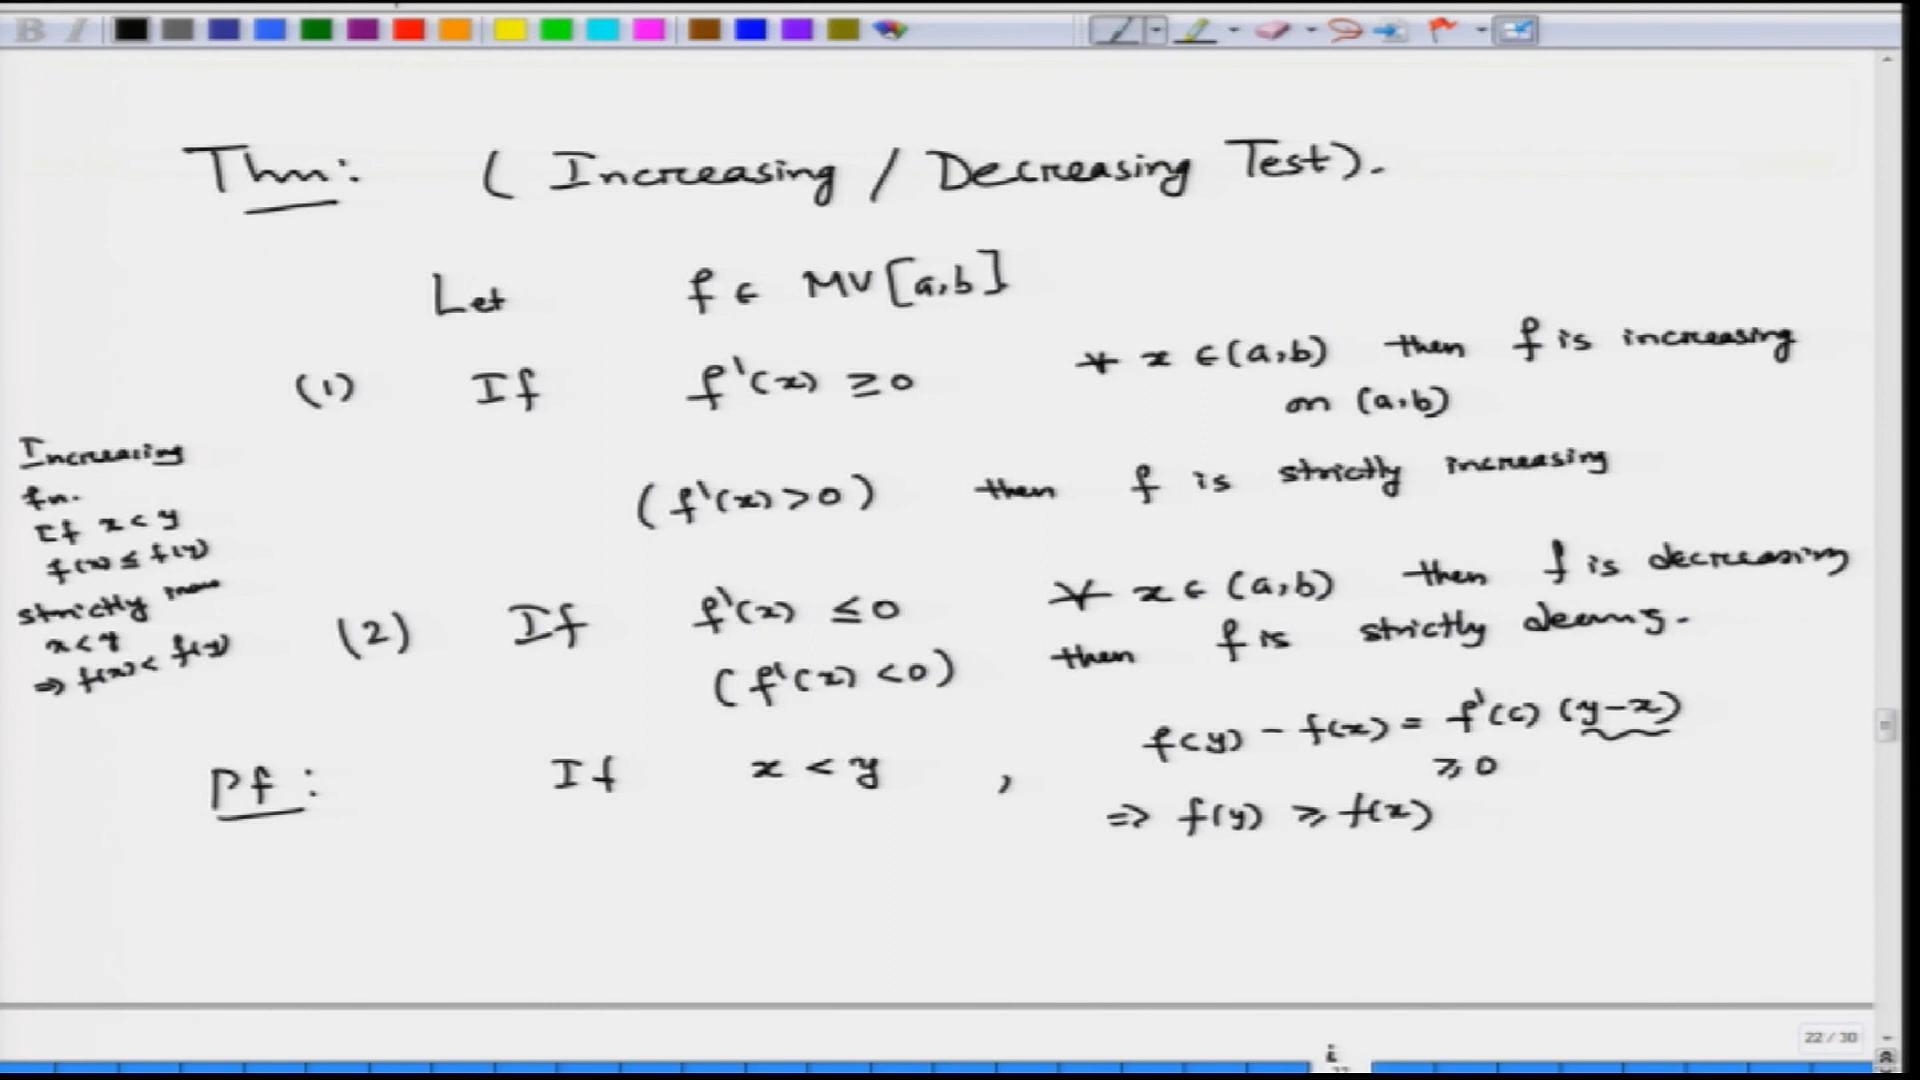 B I
Thm: ( Increasing / Decreasing Test).
Let f ∈ MV [a,b]
(1) If f'(x) ≥ 0 ∀ x ∈ (a,b) then f is increasing
on (a,b)
(f'(x) > 0) then f is strictly increasing
Increasing
fn.
If x < y
f(x) ≤ f(y)
strictly
x < y
⇒ f(x) < f(y)
(2) If f'(x) ≤ 0 ∀ x ∈ (a,b) then f is decreasing
(f'(x) < 0) then f is strictly
Pf: If x < y , f(y) - f(x) = f'(c) (y-x)
≥ 0
⇒ f(y) ≥ f(x)
22 / 30